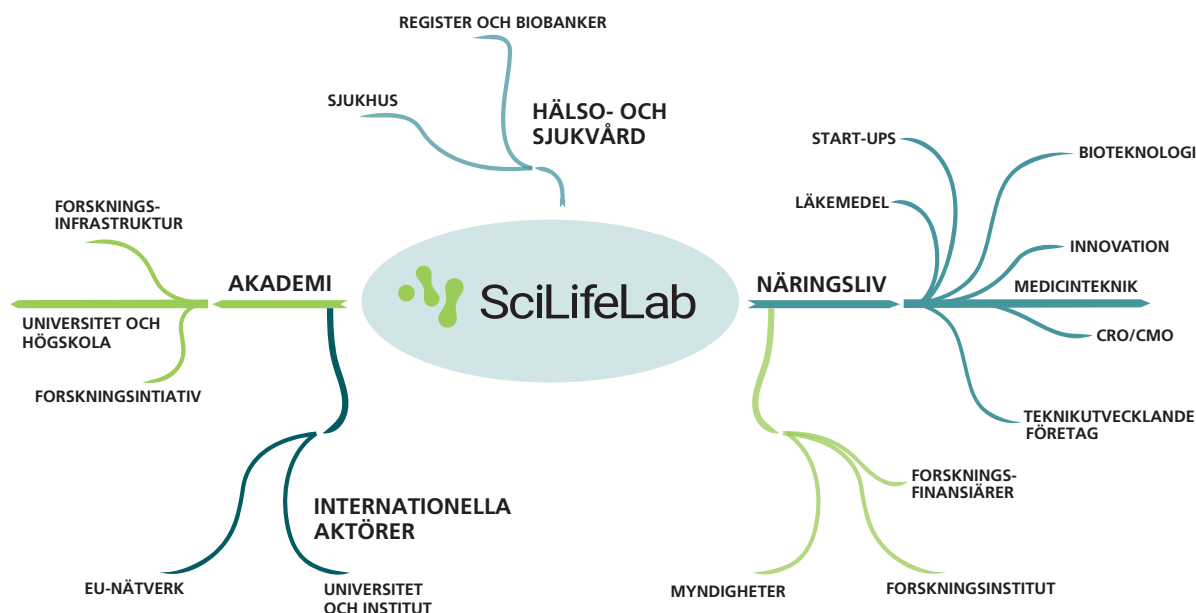 REGISTER OCH BIOBANKER
SJUKHUS
HÄLSO- OCH
SJUKVÅRD
START-UPS
BIOTEKNOLOGI
LÄKEMEDEL
INNOVATION
MEDICINTEKNIK
CRO/CMO
TEKNIKUTVECKLANDE
FÖRETAG
NÄRINGSLIV
FORSKNINGS-
INFRASTRUKTUR
AKADEMI
UNIVERSITET OCH
HÖGSKOLA
FORSKNINGSINTIATIV
SciLifeLab
INTERNATIONELLA
AKTÖRER
EU-NÄTVERK
UNIVERSITET
OCH INSTITUT
FORSKNINGS-
FINANSIÄRER
MYNDIGHETER
FORSKNINGSINSTITUT